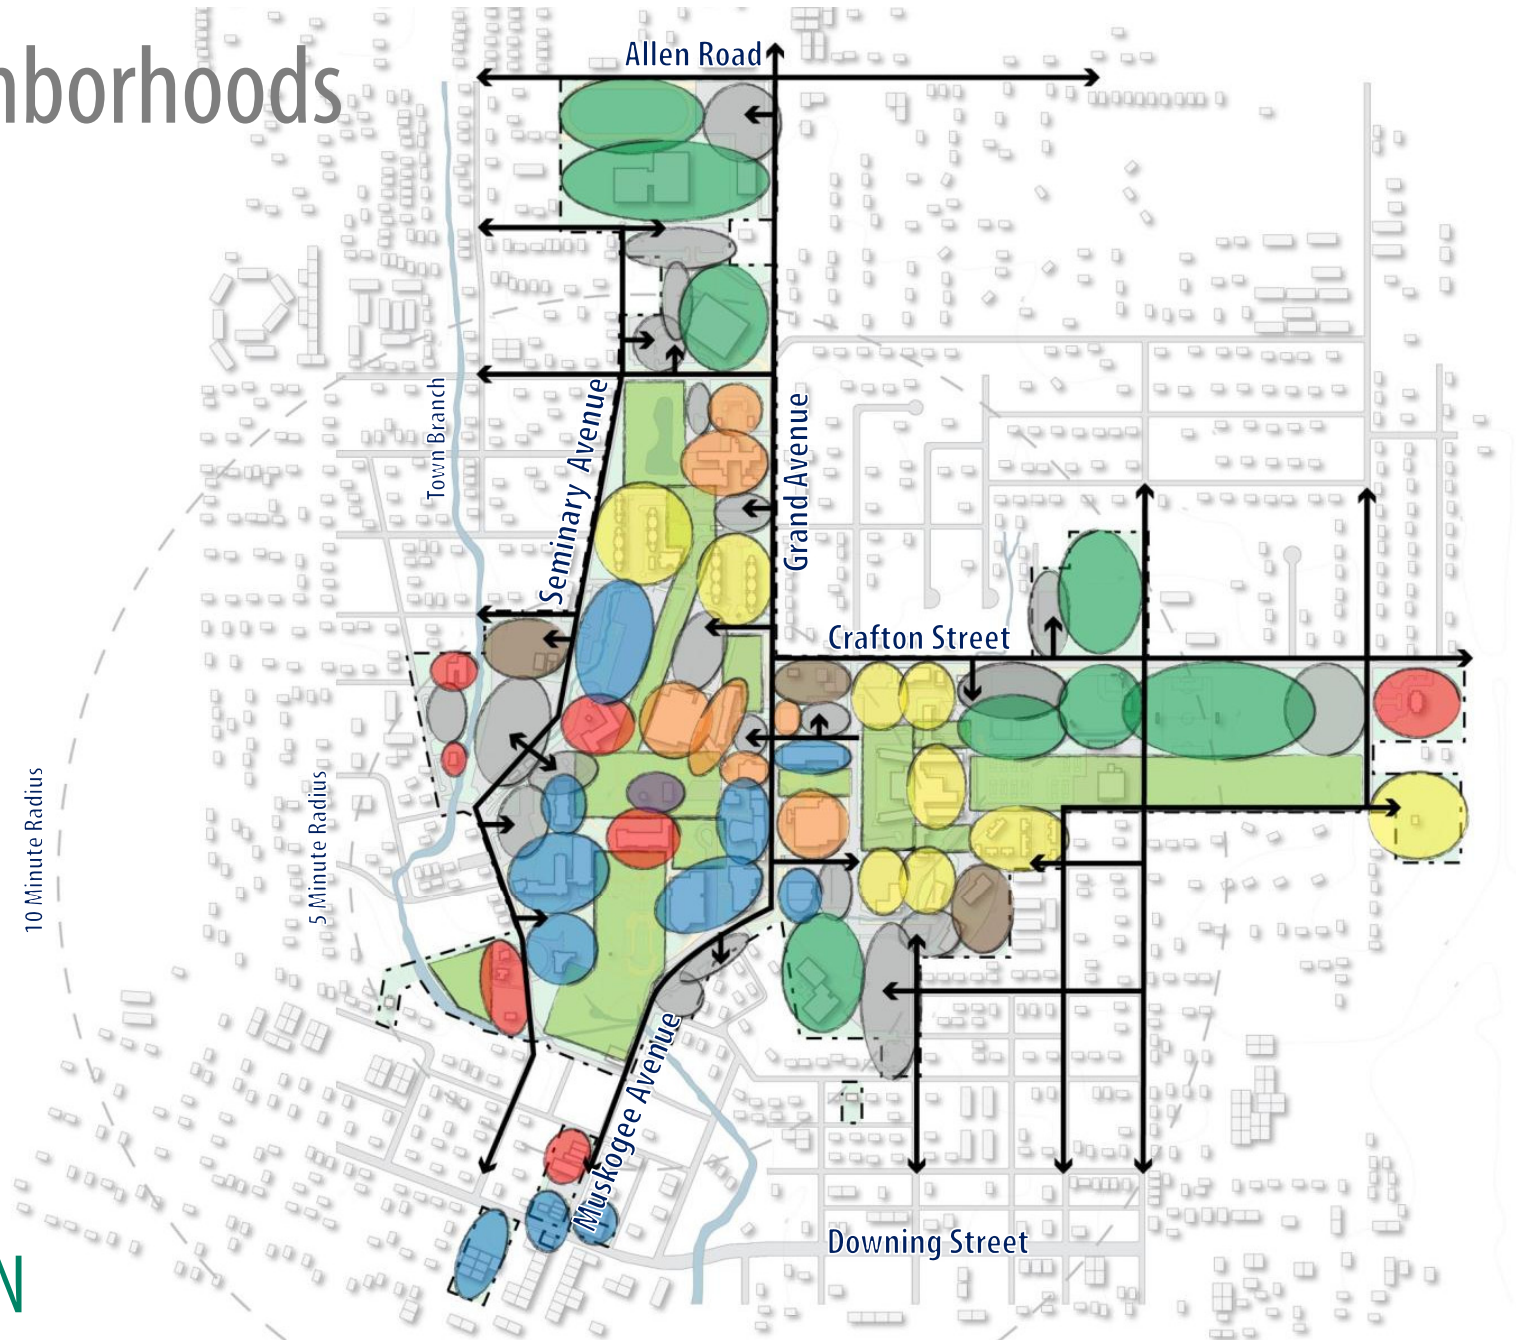 nborhoods
Allen Road
Town Branch
Seminary Avenue
Grand Avenue
Crafton Street
10 Minute Radius
5 Minute Radius
Muskogee Avenue
Downing Street
N